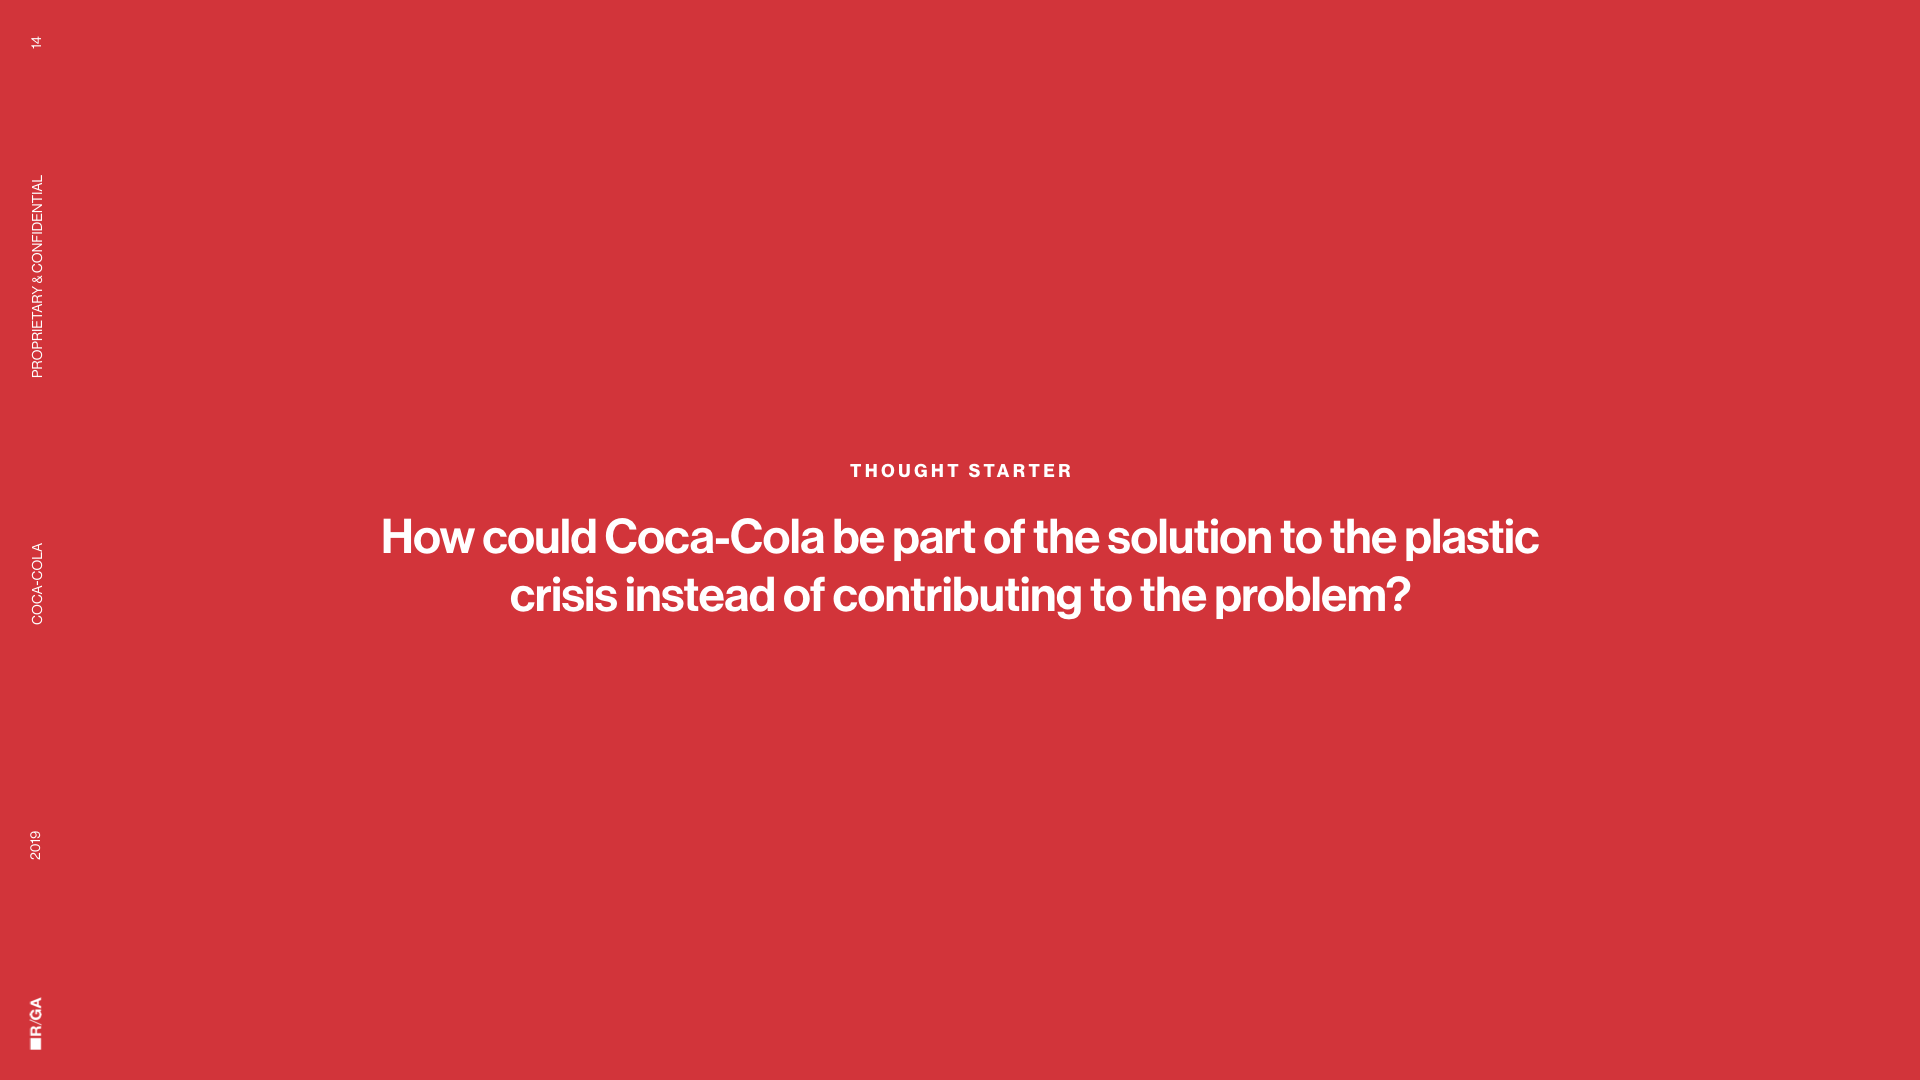 14
PROPRIETARY & CONFIDENTIAL
COCA-COLA
2019
R/GA
THOUGHT STARTER
How could Coca-Cola be part of the solution to the plastic
crisis instead of contributing to the problem?